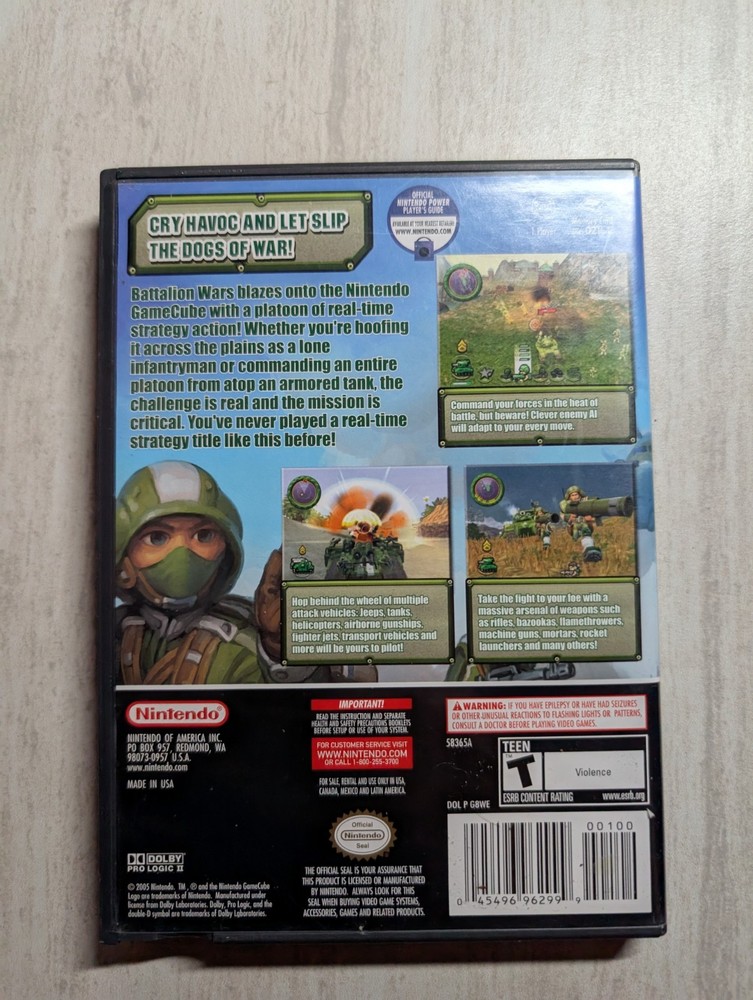 CRY HAVOC AND LET SLIP
THE DOGS OF WAR!
OFFICIAL
NINTENDO POWER
PLAYER'S GUIDE
AVAILABLE AT YOUR NEAREST RETAILER!
WWW.NINTENDO.COM
Battalion Wars blazes onto the Nintendo
GameCube with a platoon of real-time
strategy action! Whether you're hoofing
it across the plains as a lone
infantryman or commanding an entire
platoon from atop an armored tank, the
challenge is real and the mission is
critical. You've never played a real-time
strategy title like this before!
Command your forces in the heat of
battle, but beware! Clever enemy AI
will adapt to your every move.
Hop behind the wheel of multiple
attack vehicles: Jeeps, tanks,
helicopters, airborne gunships,
fighter jets, transport vehicles and
more will be yours to pilot!
Take the fight to your foe with a
massive arsenal of weapons such
as rifles, bazookas, flamethrowers,
machine guns, mortars, rocket
launchers and many others!
Nintendo®
NINTENDO OF AMERICA INC.
PO BOX 957, REDMOND, WA
98073-0957 U.S.A.
www.nintendo.com
MADE IN USA
IMPORTANT!
READ THE INSTRUCTION AND SEPARATE
HEALTH AND SAFETY PRECAUTIONS BOOKLETS
BEFORE SETUP OR USE OF YOUR SYSTEM.
FOR CUSTOMER SERVICE VISIT
WWW.NINTENDO.COM
OR CALL 1-800-255-3700
FOR SALE, RENTAL AND USE ONLY IN USA,
CANADA, MEXICO AND LATIN AMERICA.
Official
Nintendo
Seal
THE OFFICIAL SEAL IS YOUR ASSURANCE THAT
THIS PRODUCT IS LICENSED OR MANUFACTURED
BY NINTENDO. ALWAYS LOOK FOR THIS
SEAL WHEN BUYING VIDEO GAME SYSTEMS,
ACCESSORIES, GAMES AND RELATED PRODUCTS.
WARNING: IF YOU HAVE EPILEPSY OR HAVE HAD SEIZURES
OR OTHER UNUSUAL REACTIONS TO FLASHING LIGHTS OR PATTERNS,
CONSULT A DOCTOR BEFORE PLAYING VIDEO GAMES.
58365A
TEEN
T
Violence
ESRB CONTENT RATING www.esrb.org
DOL P GBWE
00100
0 45496 96299 9
DOLBY
PRO LOGIC II
© 2005 Nintendo. TM, ® and the Nintendo GameCube
Logo are trademarks of Nintendo. Manufactured under
license from Dolby Laboratories. Dolby, Pro Logic, and the
double-D symbol are trademarks of Dolby Laboratories.